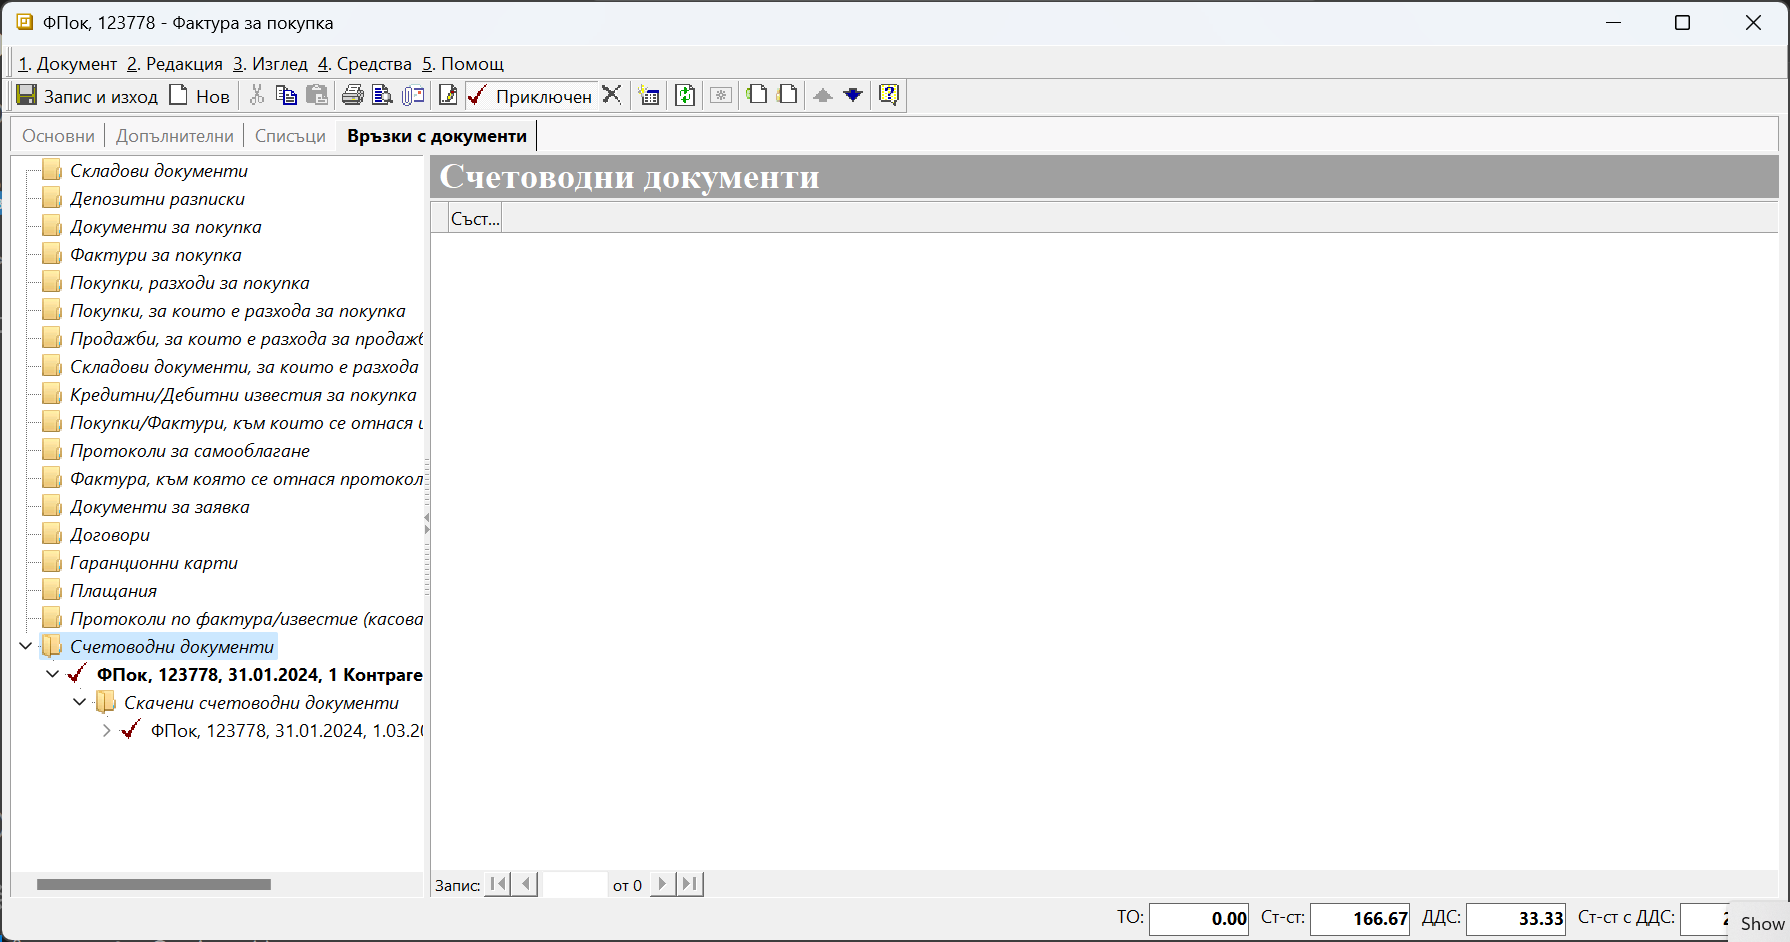 ФПок, 123778 - Фактура за покупка
1. Документ 2. Редакция 3. Изглед 4. Средства 5. Помощ
Запис и изход Нов Приключен
Основни Допълнителни Списъци Връзки с документи
Складови документи
Депозитни разписки
Документи за покупка
Фактури за покупка
Покупки, разходи за покупка
Покупки, за които е разхода за покупка
Продажби, за които е разхода за продажб
Складови документи, за които е разхода
Кредитни/Дебитни известия за покупка
Покупки/Фактури, към които се отнася
Протоколи за самооблагане
Фактура, към която се отнася протокол
Документи за заявка
Договори
Гаранционни карти
Плащания
Протоколи по фактура/известие (касова
Счетоводни документи
ФПок, 123778, 31.01.2024, 1 Контраге
Скачени счетоводни документи
ФПок, 123778, 31.01.2024, 1.03.20
Счетоводни документи
Със​т...
Запис: от 0
ТО: 0.00 Ст-ст: 166.67 ДДС: 33.33 Ст-ст с ДДС: 2
Show